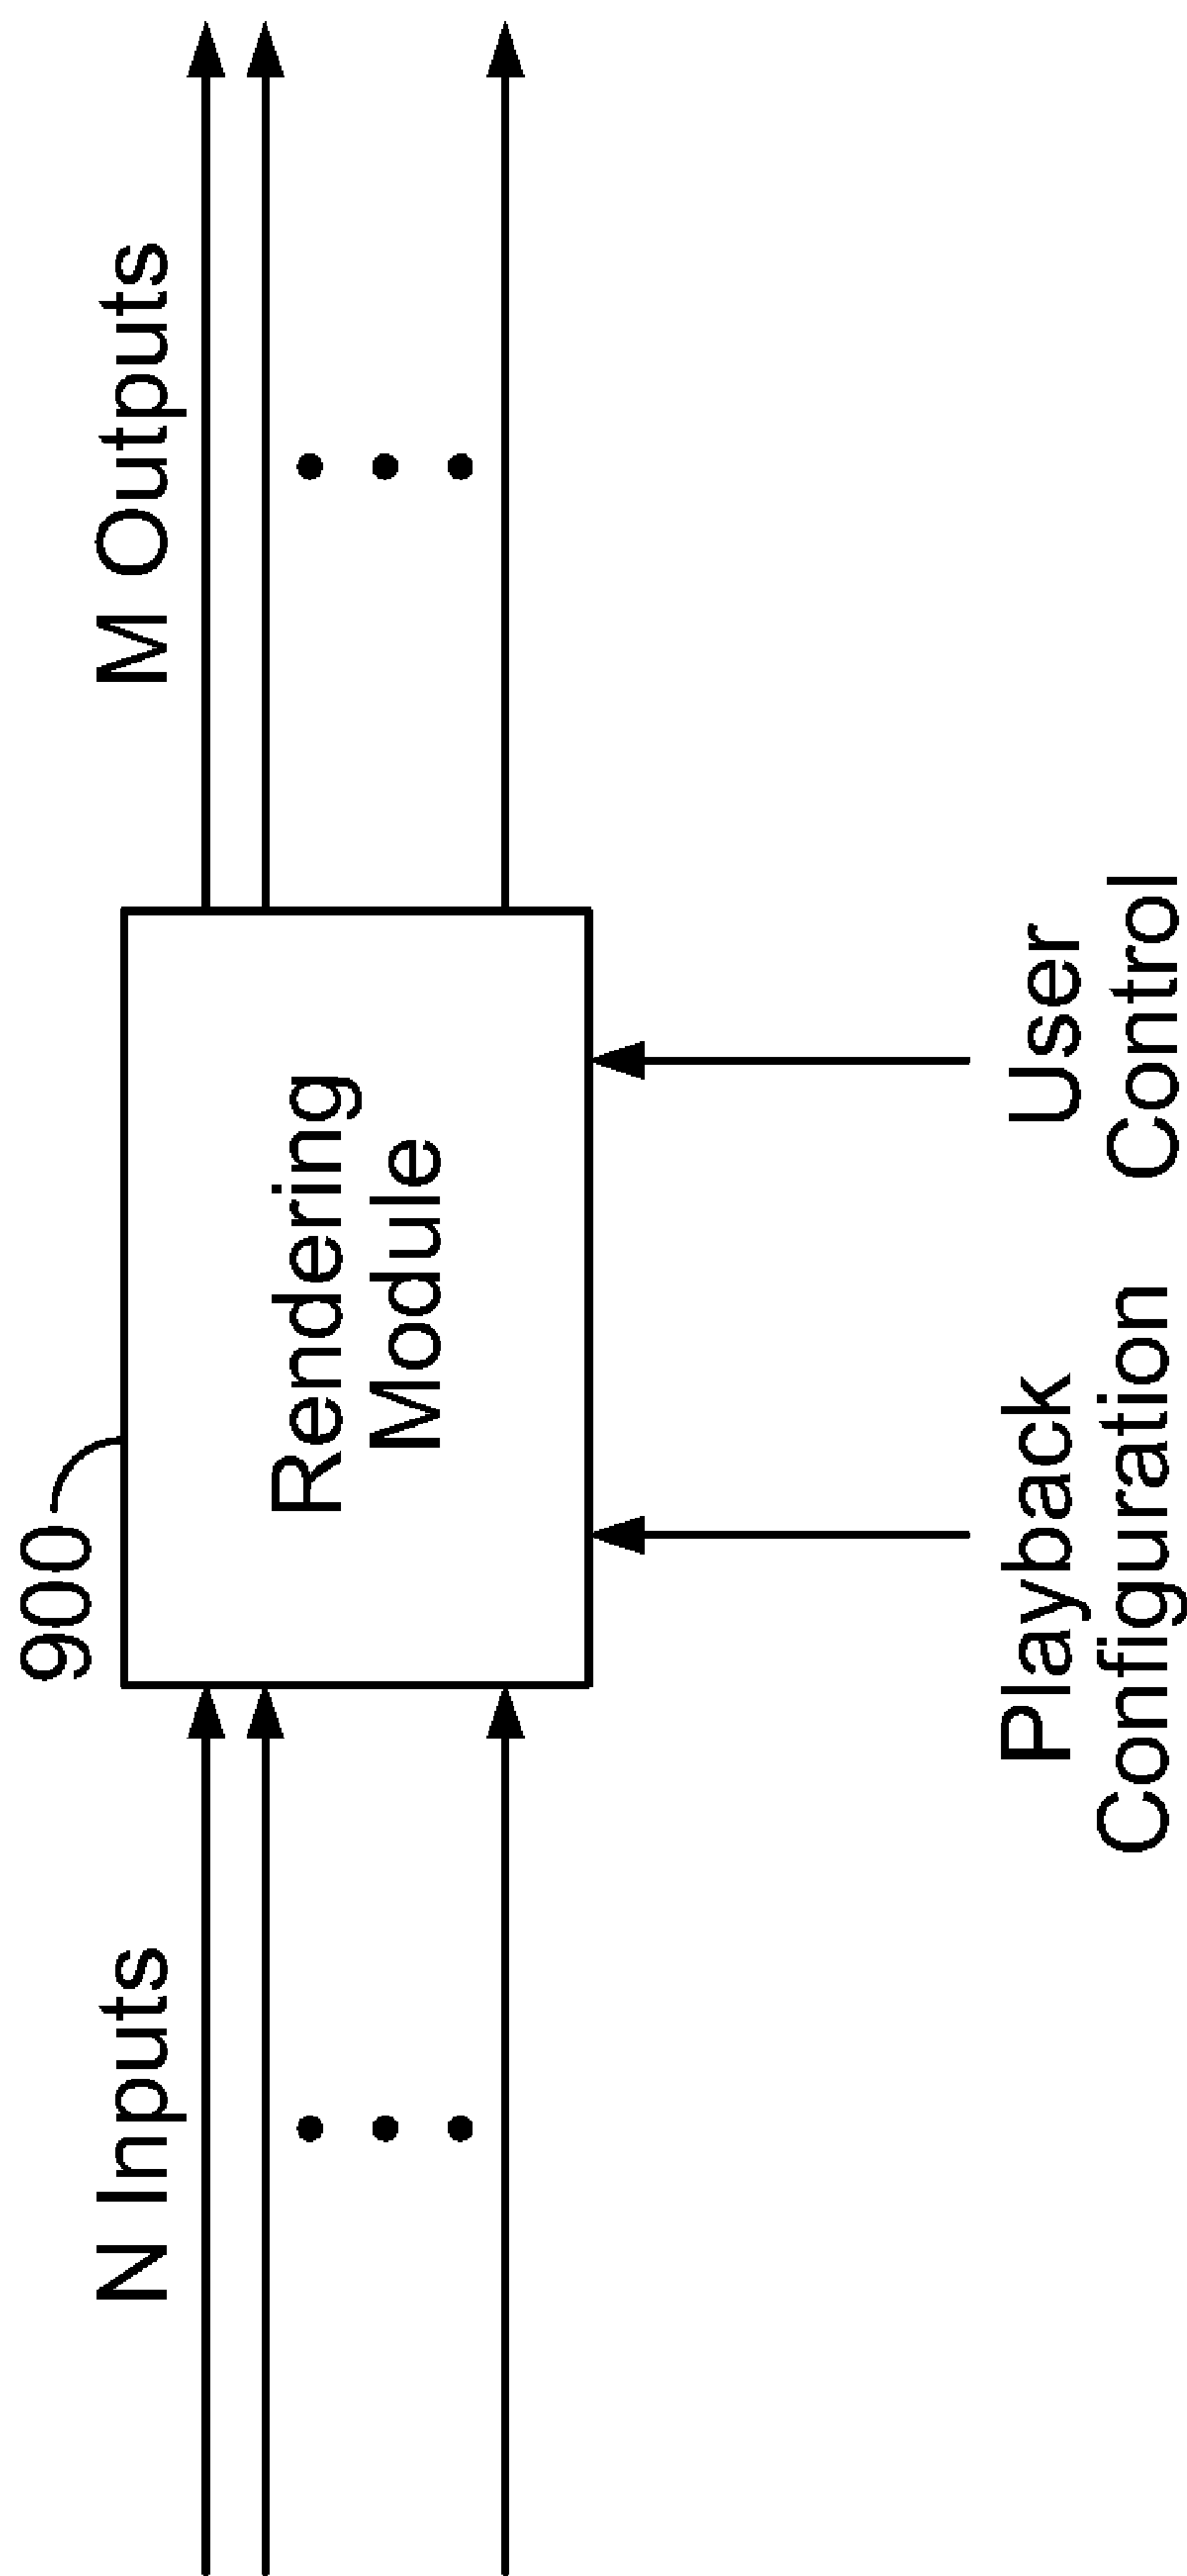 900
N Inputs
Rendering
Module
M Outputs
Playback
Configuration
User
Control